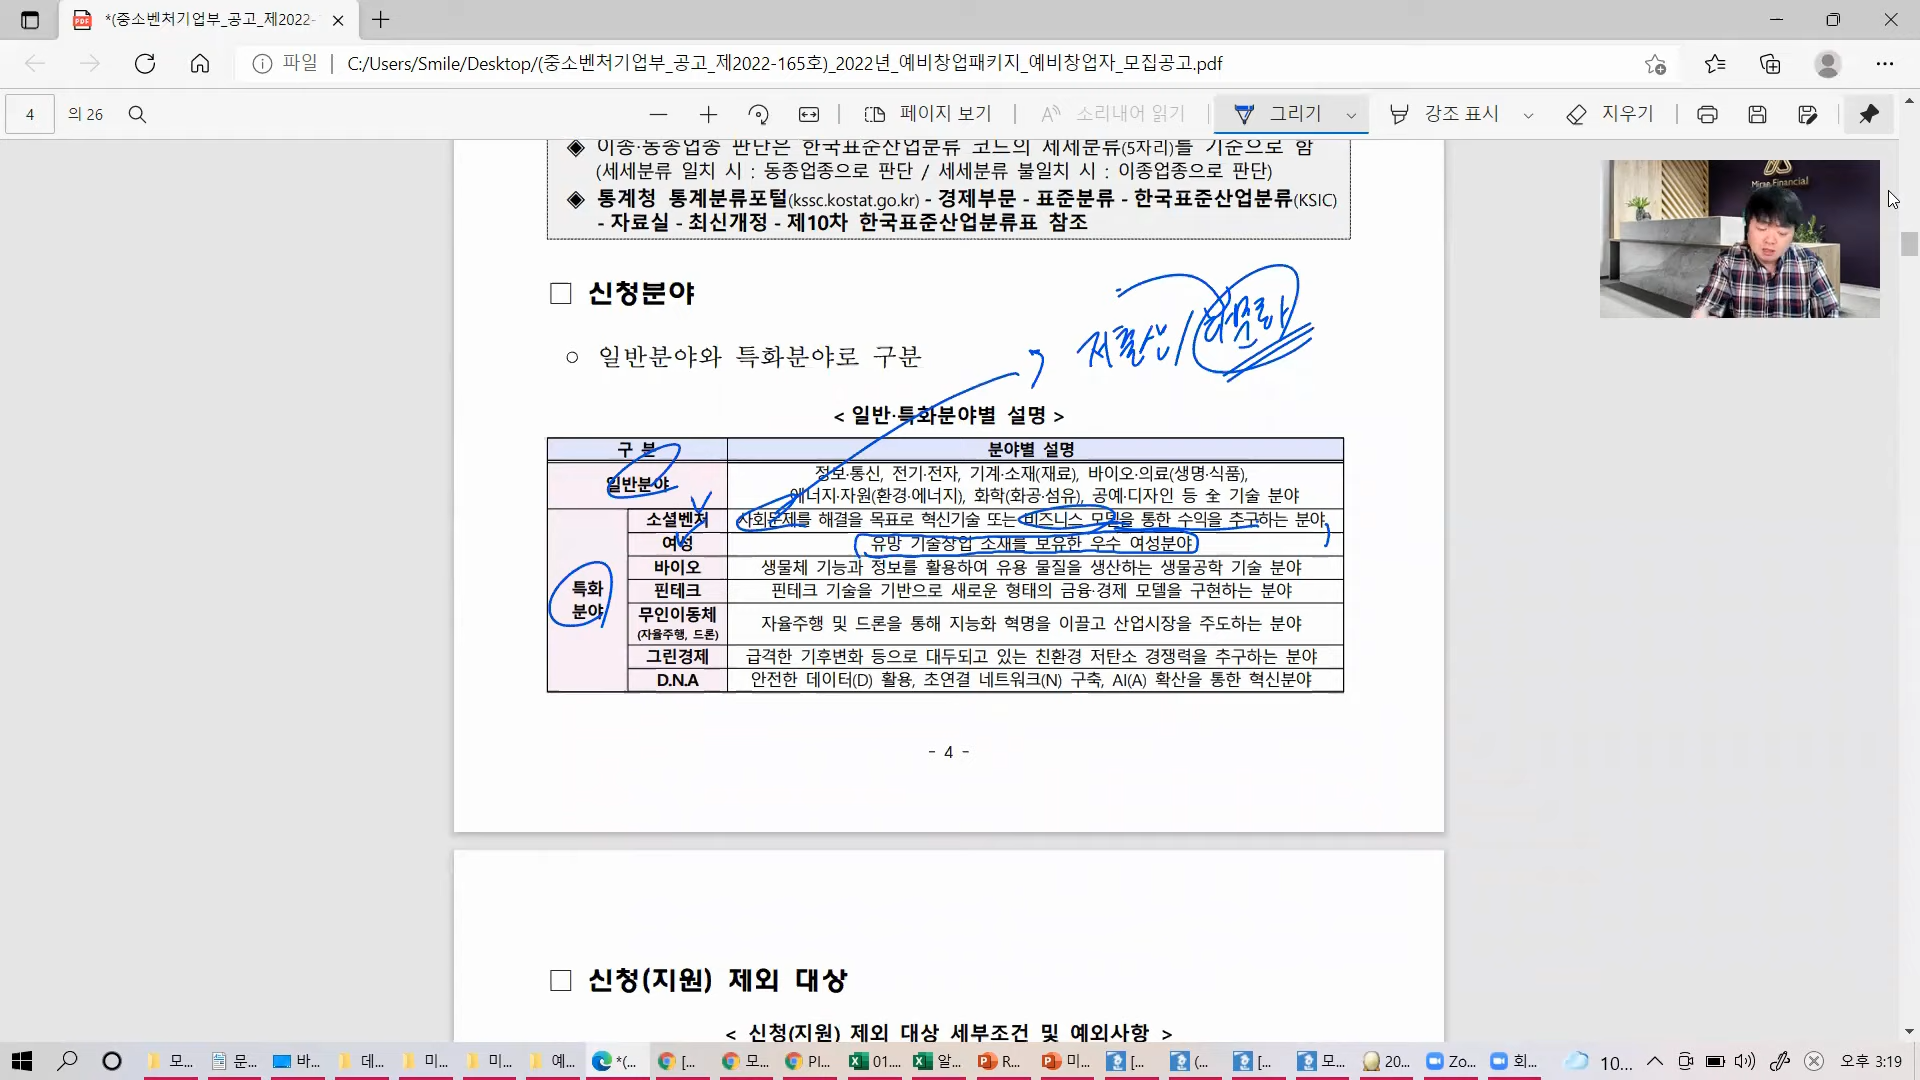 *(중소벤처기업부_공고_제2022-
파일
C:/Users/Smile/Desktop/(중소벤처기업부_공고_제2022-165호)_2022년_예비창업패키지_예비창업자_모집공고.pdf
4 의 26
페이지 보기
소리내어 읽기
그리기
강조 표시
지우기
◈ 이종·동종업종 판단은 한국표준산업분류 코드의 세세분류(5자리)를 기준으로 함
(세세분류 일치 시 : 동종업종으로 판단 / 세세분류 불일치 시 : 이종업종으로 판단)
◈ 통계청 통계분류포털(kssc.kostat.go.kr) - 경제부문 - 표준분류 - 한국표준산업분류(KSIC)
- 자료실 - 최신개정 - 제10차 한국표준산업분류표 참조
Mirae Financial
□ 신청분야
저출산 / 다문화
○ 일반분야와 특화분야로 구분
< 일반·특화분야별 설명 >
구 분 분야별 설명
일반분야 정보·통신, 전기·전자, 기계·소재(재료), 바이오·의료(생명·식품),
에너지·자원(환경·에너지), 화학(화공·섬유), 공예·디자인 등 全 기술 분야
특화
분야
소셜벤처 사회문제를 해결을 목표로 혁신기술 또는 비즈니스 모델을 통한 수익을 추구하는 분야
여성 유망 기술창업 소재를 보유한 우수 여성분야
바이오 생물체 기능과 정보를 활용하여 유용 물질을 생산하는 생물공학 기술 분야
핀테크 핀테크 기술을 기반으로 새로운 형태의 금융·경제 모델을 구현하는 분야
무인이동체
(자율주행, 드론)
자율주행 및 드론을 통해 지능화 혁명을 이끌고 산업시장을 주도하는 분야
그린경제 급격한 기후변화 등으로 대두되고 있는 친환경 저탄소 경쟁력을 추구하는 분야
D.N.A 안전한 데이터(D) 활용, 초연결 네트워크(N) 구축, AI(A) 확산을 통한 혁신분야
- 4 -
□ 신청(지원) 제외 대상
< 신청(지원) 제외 대상 세부조건 및 예외사항 >
모... 문... 바... 데... 미... 미... 예... *(... [... 모... Pl... 01... 알... R... 미... [... (... [... 모... 20... Zo... 회... 10... 오후 3:19